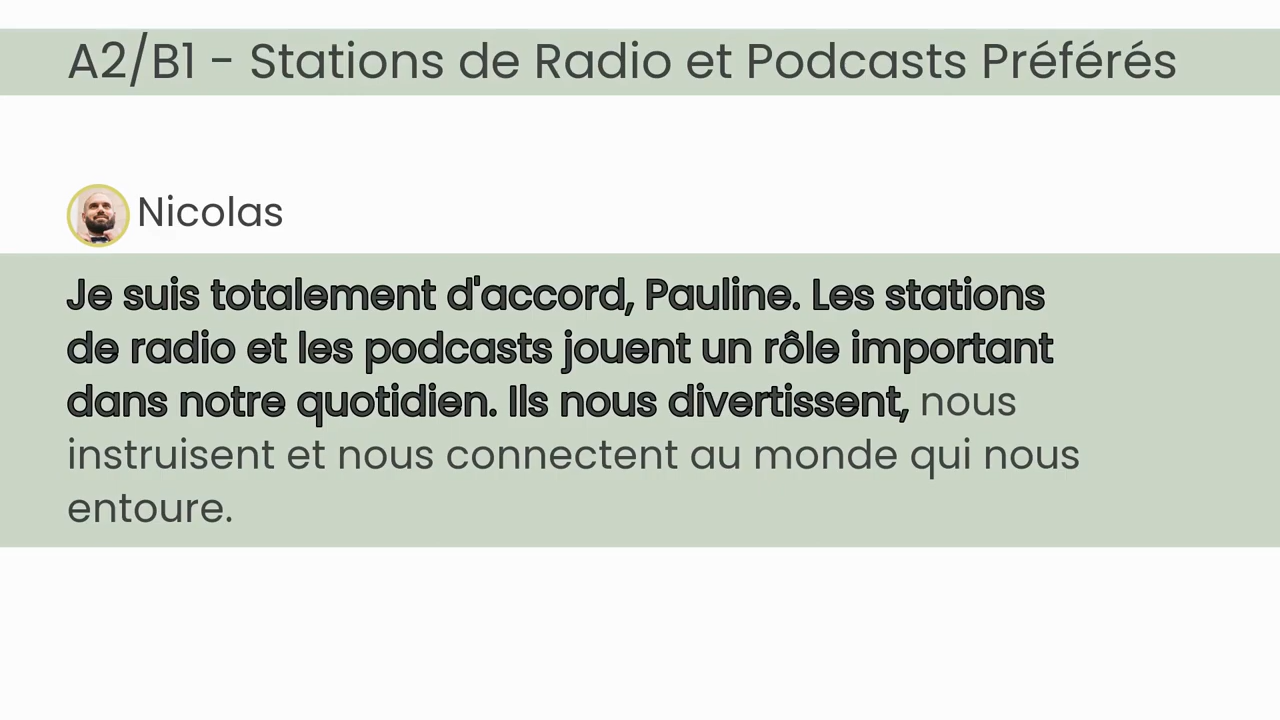 A2/B1 - Stations de Radio et Podcasts Préférés
Nicolas
Je suis totalement d'accord, Pauline. Les stations
de radio et les podcasts jouent un rôle important
dans notre quotidien. Ils nous divertissent, nous
instruisent et nous connectent au monde qui nous
entoure.